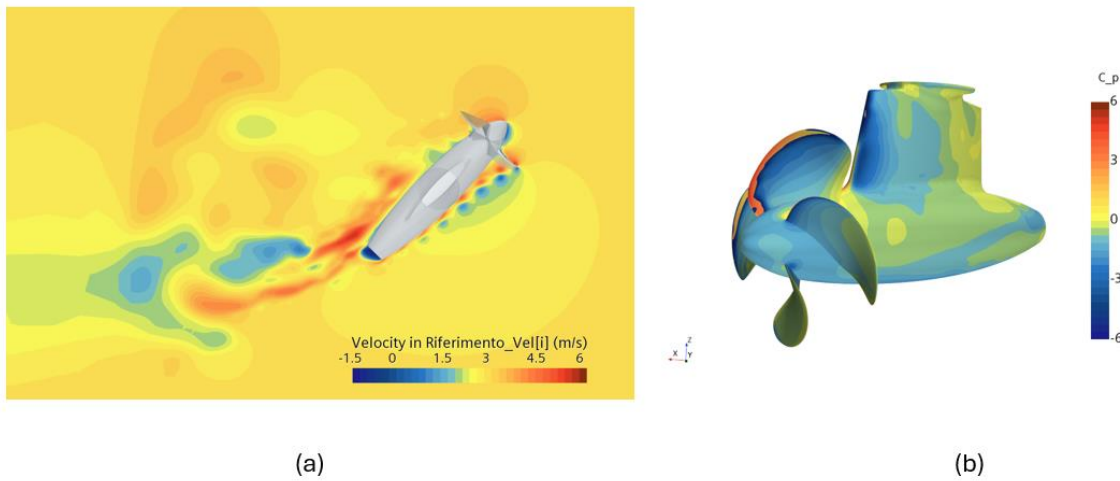 C_p
6
3
0
-3
-6
Z
X
Y
Velocity in Riferimento_Vel[i] (m/s)
-1.5 0 1.5 3 4.5 6
(a) (b)